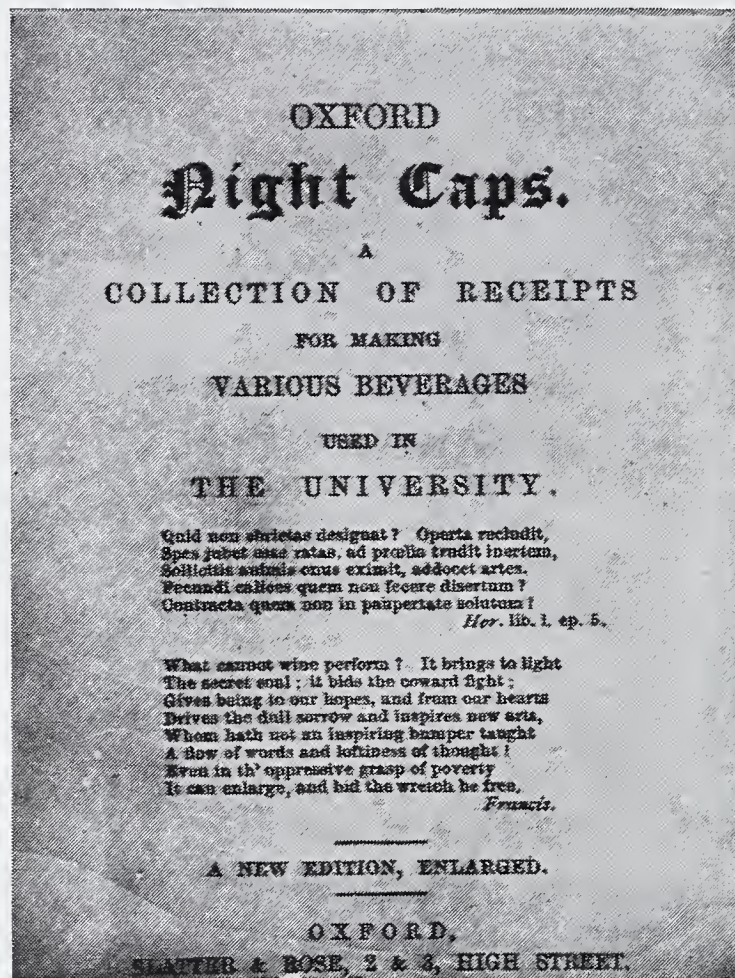 OXFORD
Night Caps.
A
COLLECTION OF RECEIPTS
FOR MAKING
VARIOUS BEVERAGES
USED IN
THE UNIVERSITY.
Quid non ebrietas designat? Operta recludit,
Spes jubet esse ratas, ad prœlia trudit inertem,
Sollicitis animis onus eximit, addocet artes.
Fecundi calices quem non fecere disertum?
Contracta quem non in paupertate solutum?
Hor. lib. i. ep. 5.
What cannot wine perform? It brings to light
The secret soul; it bids the coward fight;
Gives being to our hopes, and from our hearts
Drives the dull sorrow and inspires new arts,
Whom hath not an inspiring bumper taught
A flow of words and loftiness of thought!
Even in th' oppressive grasp of poverty
It can enlarge, and bid the wretch be free.
Francis.
A NEW EDITION, ENLARGED.
OXFORD,
SLATTER & ROSE, 2 & 3, HIGH STREET.